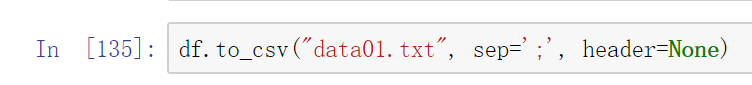 In [135]: df.to_csv("data01.txt", sep=';', header=None)